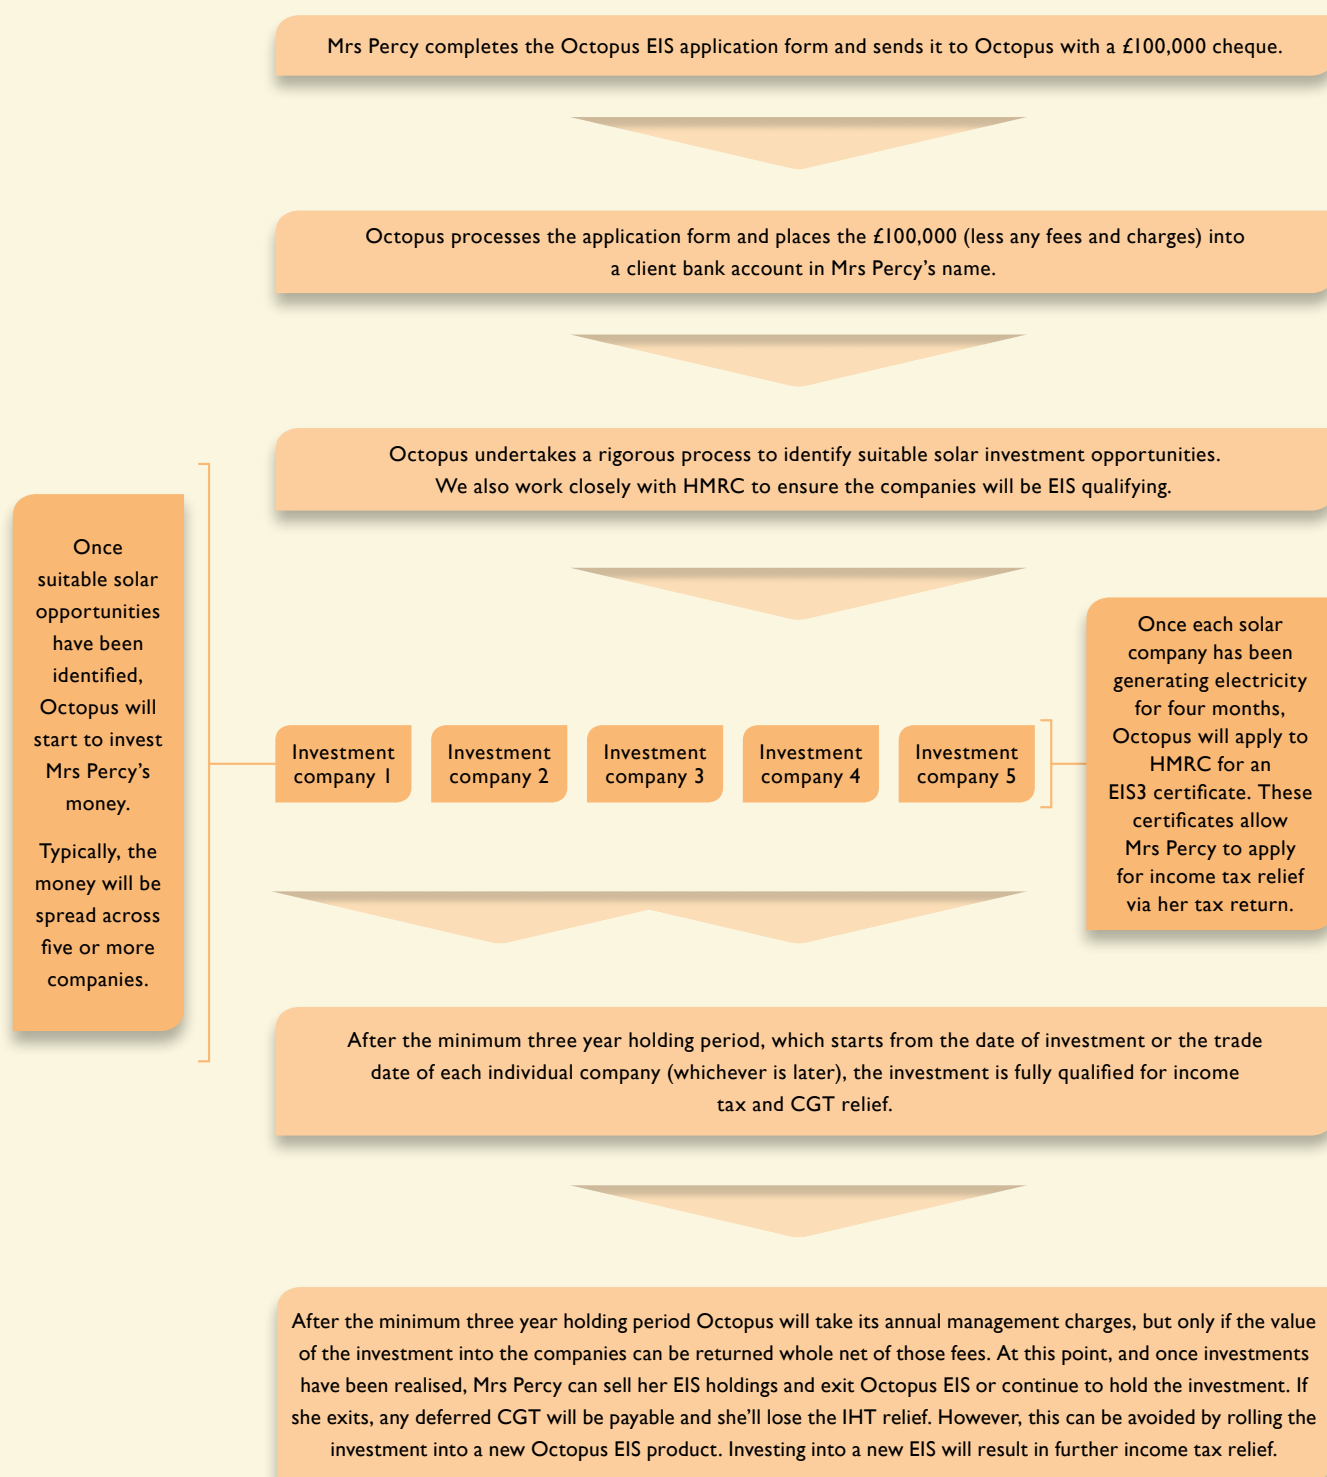 Mrs Percy completes the Octopus EIS application form and sends it to Octopus with a £100,000 cheque.
Octopus processes the application form and places the £100,000 (less any fees and charges) into
a client bank account in Mrs Percy’s name.
Octopus undertakes a rigorous process to identify suitable solar investment opportunities.
We also work closely with HMRC to ensure the companies will be EIS qualifying.
Once
suitable solar
opportunities
have been
identified,
Octopus will
start to invest
Mrs Percy’s
money.
Typically, the
money will be
spread across
five or more
companies.
Investment
company 1
Investment
company 2
Investment
company 3
Investment
company 4
Investment
company 5
Once each solar
company has been
generating electricity
for four months,
Octopus will apply to
HMRC for an
EIS3 certificate. These
certificates allow
Mrs Percy to apply
for income tax relief
via her tax return.
After the minimum three year holding period, which starts from the date of investment or the trade
date of each individual company (whichever is later), the investment is fully qualified for income
tax and CGT relief.
After the minimum three year holding period Octopus will take its annual management charges, but only if the value
of the investment into the companies can be returned whole net of those fees. At this point, and once investments
have been realised, Mrs Percy can sell her EIS holdings and exit Octopus EIS or continue to hold the investment. If
she exits, any deferred CGT will be payable and she’ll lose the IHT relief. However, this can be avoided by rolling the
investment into a new Octopus EIS product. Investing into a new EIS will result in further income tax relief.